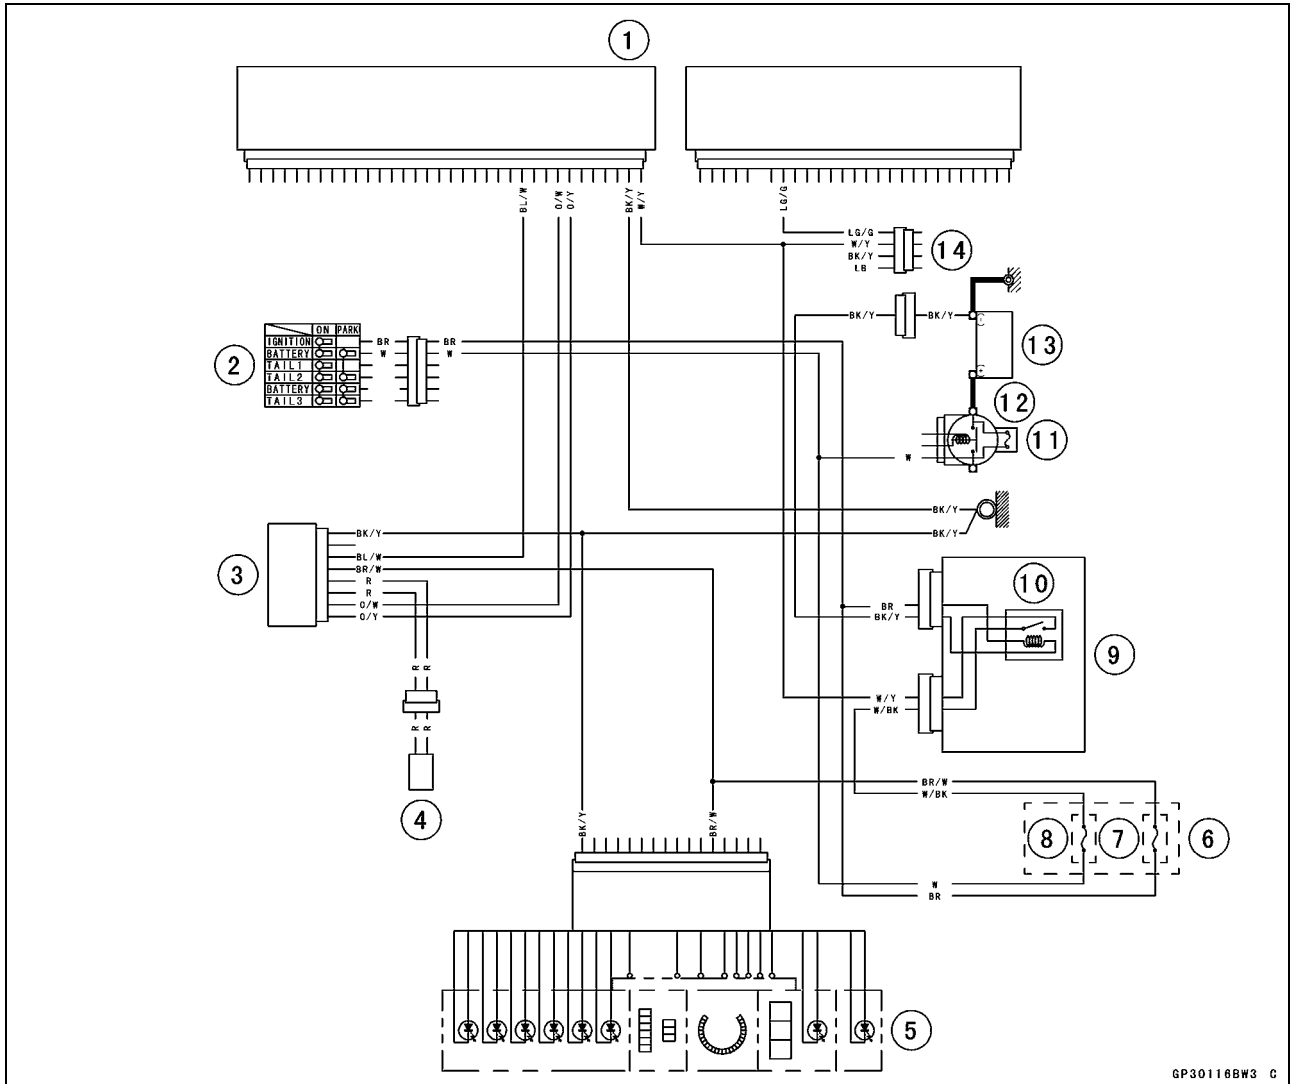 1
BL/W O/W O/Y BK/Y W/Y LG/G
LG/G
W/Y
BK/Y
LB
14
ON PARK
IGNITION
BATTERY
TAIL1
TAIL2
BATTERY
TAIL3
2
BR BR
W W
BK/Y BK/Y
13
12
11
W
BK/Y
BK/Y
3
BK/Y
BL/W
BR/W
R
R
O/W
O/Y
10
BR
BK/Y
9
R R
W/Y
W/BK
R R
4
BR/W
W/BK
BK/Y BR/W
8 7 6
W
BR
5
GP30116BW3 C